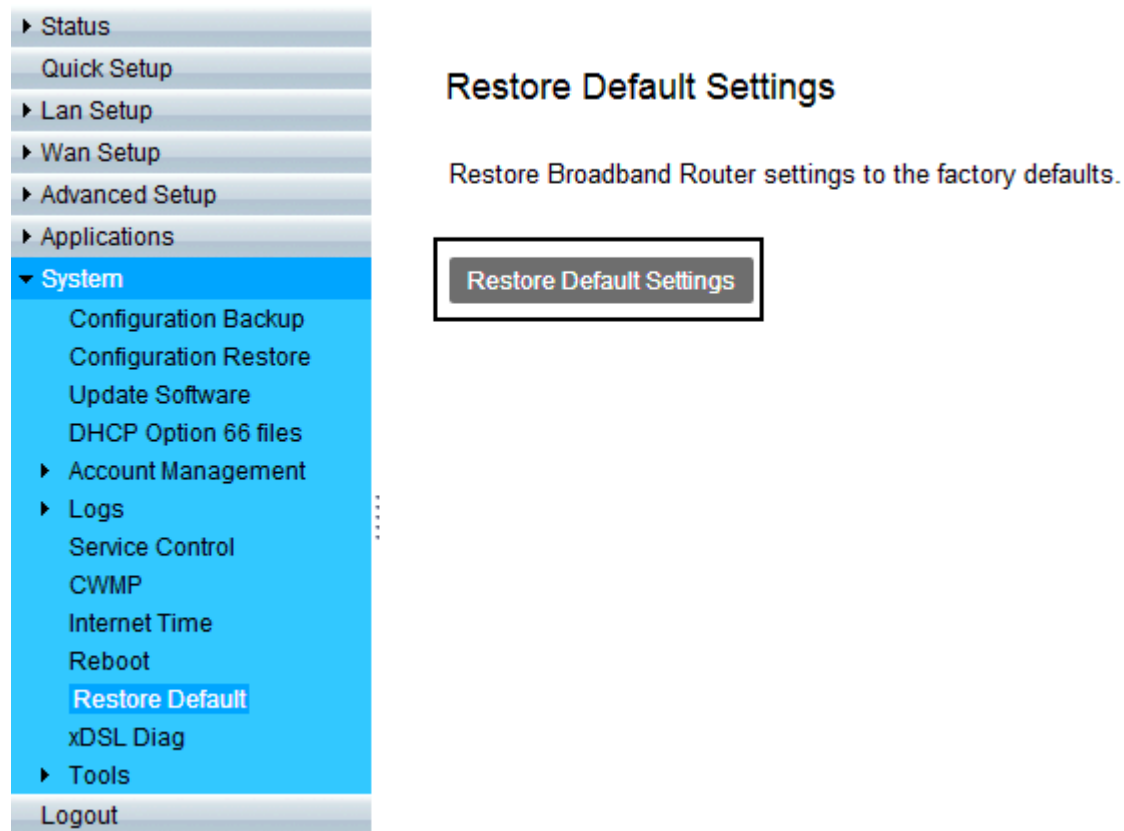 Status
Quick Setup
Lan Setup
Wan Setup
Advanced Setup
Applications
System
Configuration Backup
Configuration Restore
Update Software
DHCP Option 66 files
Account Management
Logs
Service Control
CWMP
Internet Time
Reboot
Restore Default
xDSL Diag
Tools
Logout
Restore Default Settings
Restore Broadband Router settings to the factory defaults.
Restore Default Settings